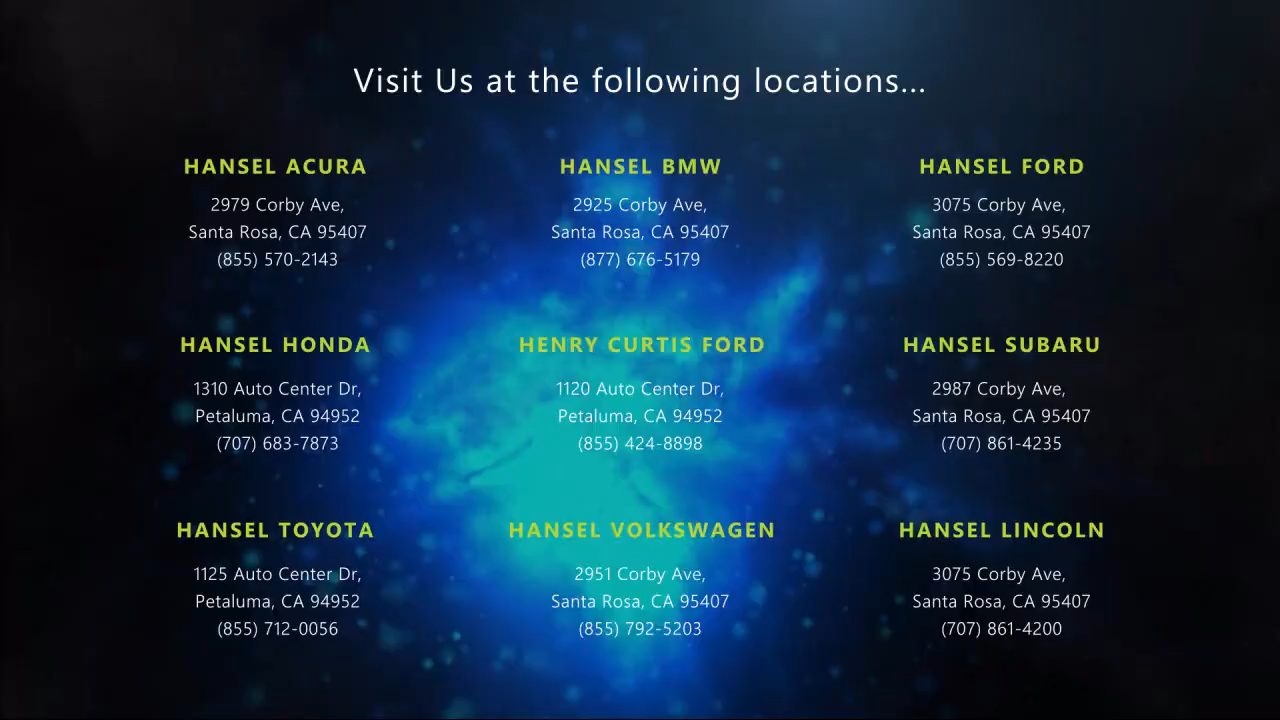 Visit Us at the following locations...
HANSEL ACURA
2979 Corby Ave,
Santa Rosa, CA 95407
(855) 570-2143
HANSEL BMW
2925 Corby Ave,
Santa Rosa, CA 95407
(877) 676-5179
HANSEL FORD
3075 Corby Ave,
Santa Rosa, CA 95407
(855) 569-8220
HANSEL HONDA
1310 Auto Center Dr,
Petaluma, CA 94952
(707) 683-7873
HENRY CURTIS FORD
1120 Auto Center Dr,
Petaluma, CA 94952
(855) 424-8898
HANSEL SUBARU
2987 Corby Ave,
Santa Rosa, CA 95407
(707) 861-4235
HANSEL TOYOTA
1125 Auto Center Dr,
Petaluma, CA 94952
(855) 712-0056
HANSEL VOLKSWAGEN
2951 Corby Ave,
Santa Rosa, CA 95407
(855) 792-5203
HANSEL LINCOLN
3075 Corby Ave,
Santa Rosa, CA 95407
(707) 861-4200